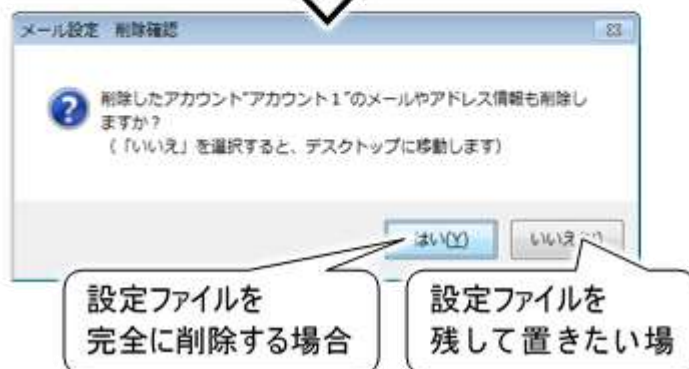 メール設定 削除確認
削除したアカウント"アカウント1"のメールやアドレス情報も削除し
ますか？
（「いいえ」を選択すると、デスクトップに移動します）
はい(Y)
いいえ
設定ファイルを
完全に削除する場合
設定ファイルを
残して置きたい場